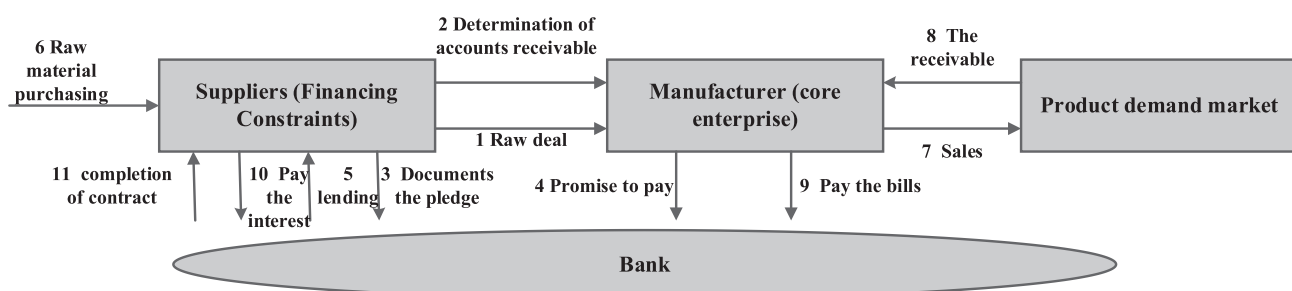 6 Raw
material
purchasing
Suppliers (Financing
Constraints)
2 Determination of
accounts receivable
1 Raw deal
Manufacturer (core
enterprise)
8 The
receivable
7 Sales
Product demand market
11 completion
of contract
10 Pay
the
interest
5
lending
3 Documents
the pledge
4 Promise to pay
9 Pay the bills
Bank